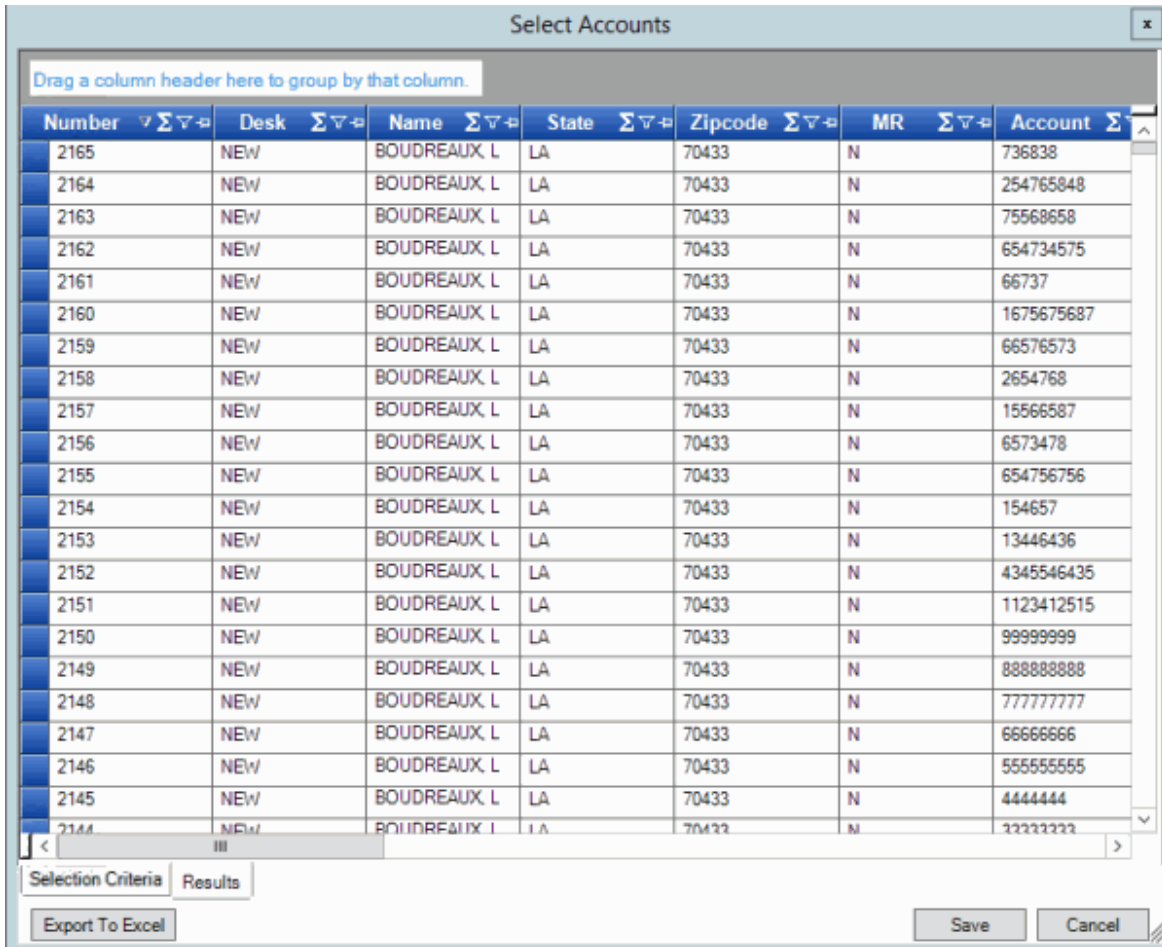 Select Accounts
x
Drag a column header here to group by that column.
Number Σ Desk Σ Name Σ State Σ Zipcode Σ MR Σ Account Σ
2165 NEW BOUDREAUX, L LA 70433 N 736838
2164 NEW BOUDREAUX, L LA 70433 N 254765848
2163 NEW BOUDREAUX, L LA 70433 N 75568658
2162 NEW BOUDREAUX, L LA 70433 N 654734575
2161 NEW BOUDREAUX, L LA 70433 N 66737
2160 NEW BOUDREAUX, L LA 70433 N 1675675687
2159 NEW BOUDREAUX, L LA 70433 N 66576573
2158 NEW BOUDREAUX, L LA 70433 N 2654768
2157 NEW BOUDREAUX, L LA 70433 N 15566587
2156 NEW BOUDREAUX, L LA 70433 N 6573478
2155 NEW BOUDREAUX, L LA 70433 N 654756756
2154 NEW BOUDREAUX, L LA 70433 N 154657
2153 NEW BOUDREAUX, L LA 70433 N 13446436
2152 NEW BOUDREAUX, L LA 70433 N 4345546435
2151 NEW BOUDREAUX, L LA 70433 N 1123412515
2150 NEW BOUDREAUX, L LA 70433 N 99999999
2149 NEW BOUDREAUX, L LA 70433 N 888888888
2148 NEW BOUDREAUX, L LA 70433 N 777777777
2147 NEW BOUDREAUX, L LA 70433 N 66666666
2146 NEW BOUDREAUX, L LA 70433 N 555555555
2145 NEW BOUDREAUX, L LA 70433 N 4444444
2144 NEW BOUDREAUX, L LA 70433 N 33333333
Selection Criteria Results
Export To Excel Save Cancel